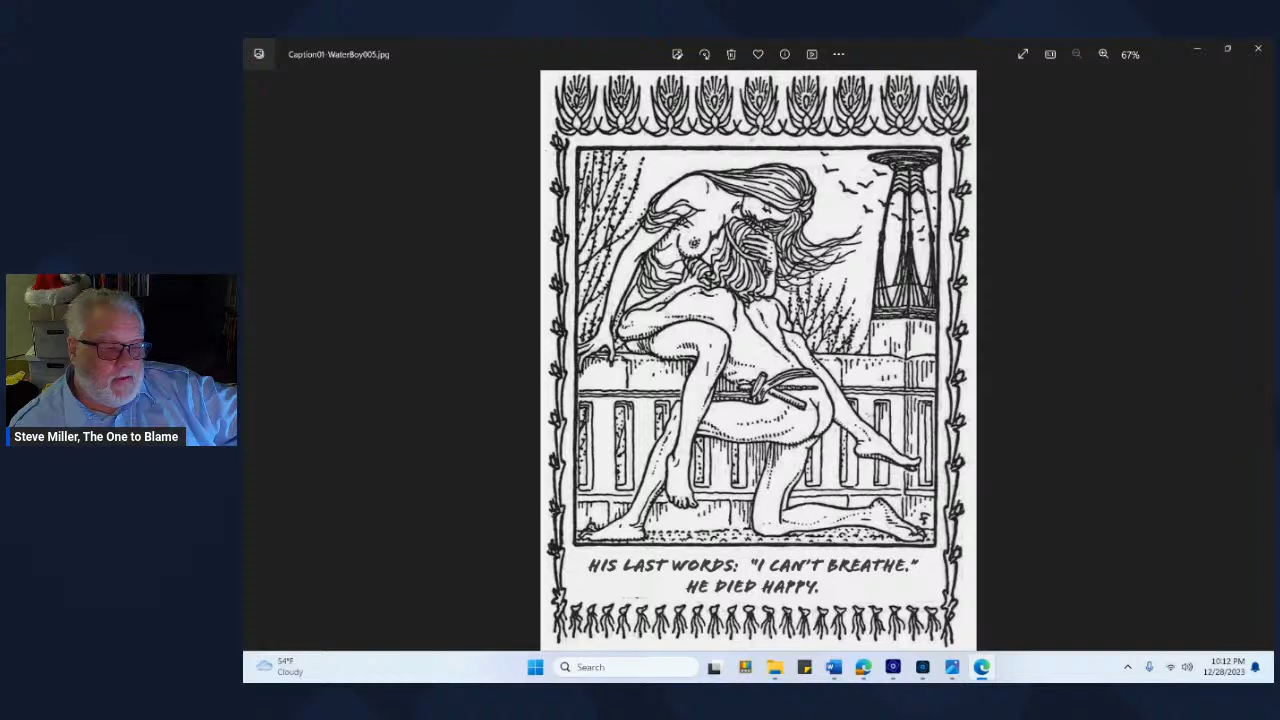 Caption01-WaterBoy005.jpg
67%
HIS LAST WORDS: "I CAN'T BREATHE."
HE DIED HAPPY.
Steve Miller, The One to Blame
54°F
Cloudy
Search
10:12 PM
12/28/2023